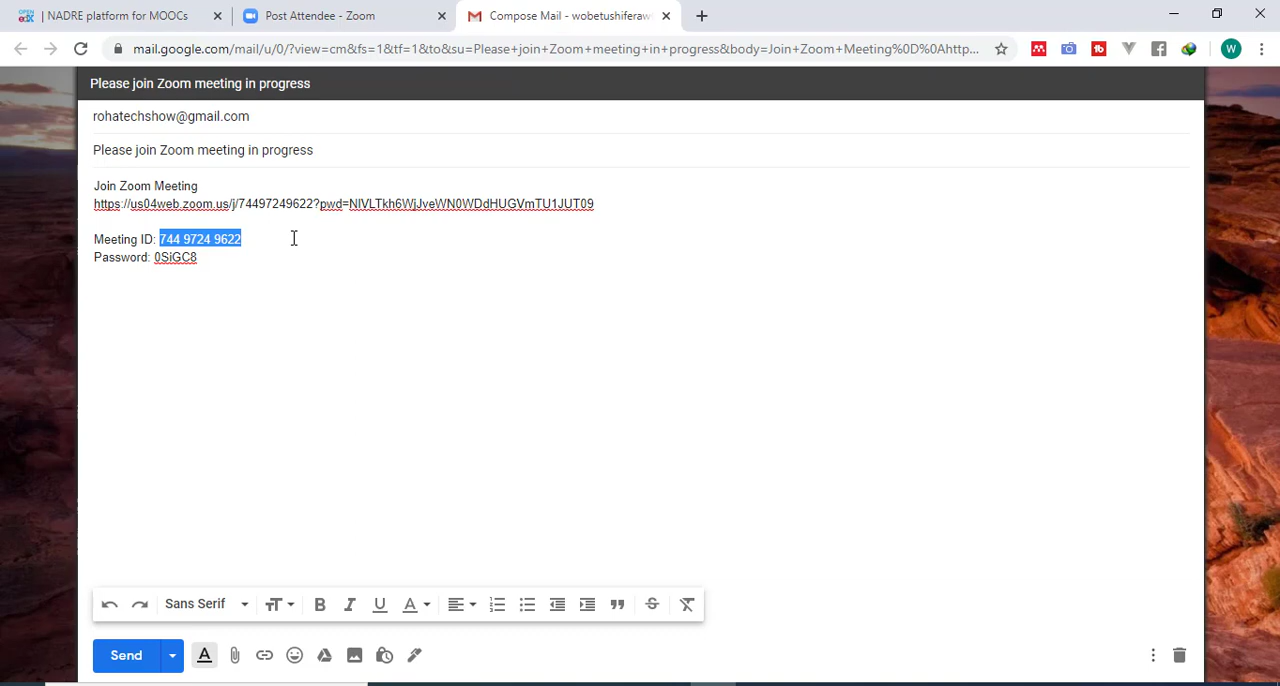 | NADRE platform for MOOCs
Post Attendee - Zoom
Compose Mail - wobetushiferaw
mail.google.com/mail/u/0/?view=cm&fs=1&tf=1&to&su=Please+join+Zoom+meeting+in+progress&body=Join+Zoom+Meeting%0D%0Ahttp...
W
Please join Zoom meeting in progress
rohatechshow@gmail.com
Please join Zoom meeting in progress
Join Zoom Meeting
https://us04web.zoom.us/j/74497249622?pwd=NlVLTkh6WjJveWN0WDdHUGVmTU1JUT09
Meeting ID: 744 9724 9622
Password: 0SiGC8
Sans Serif
Send